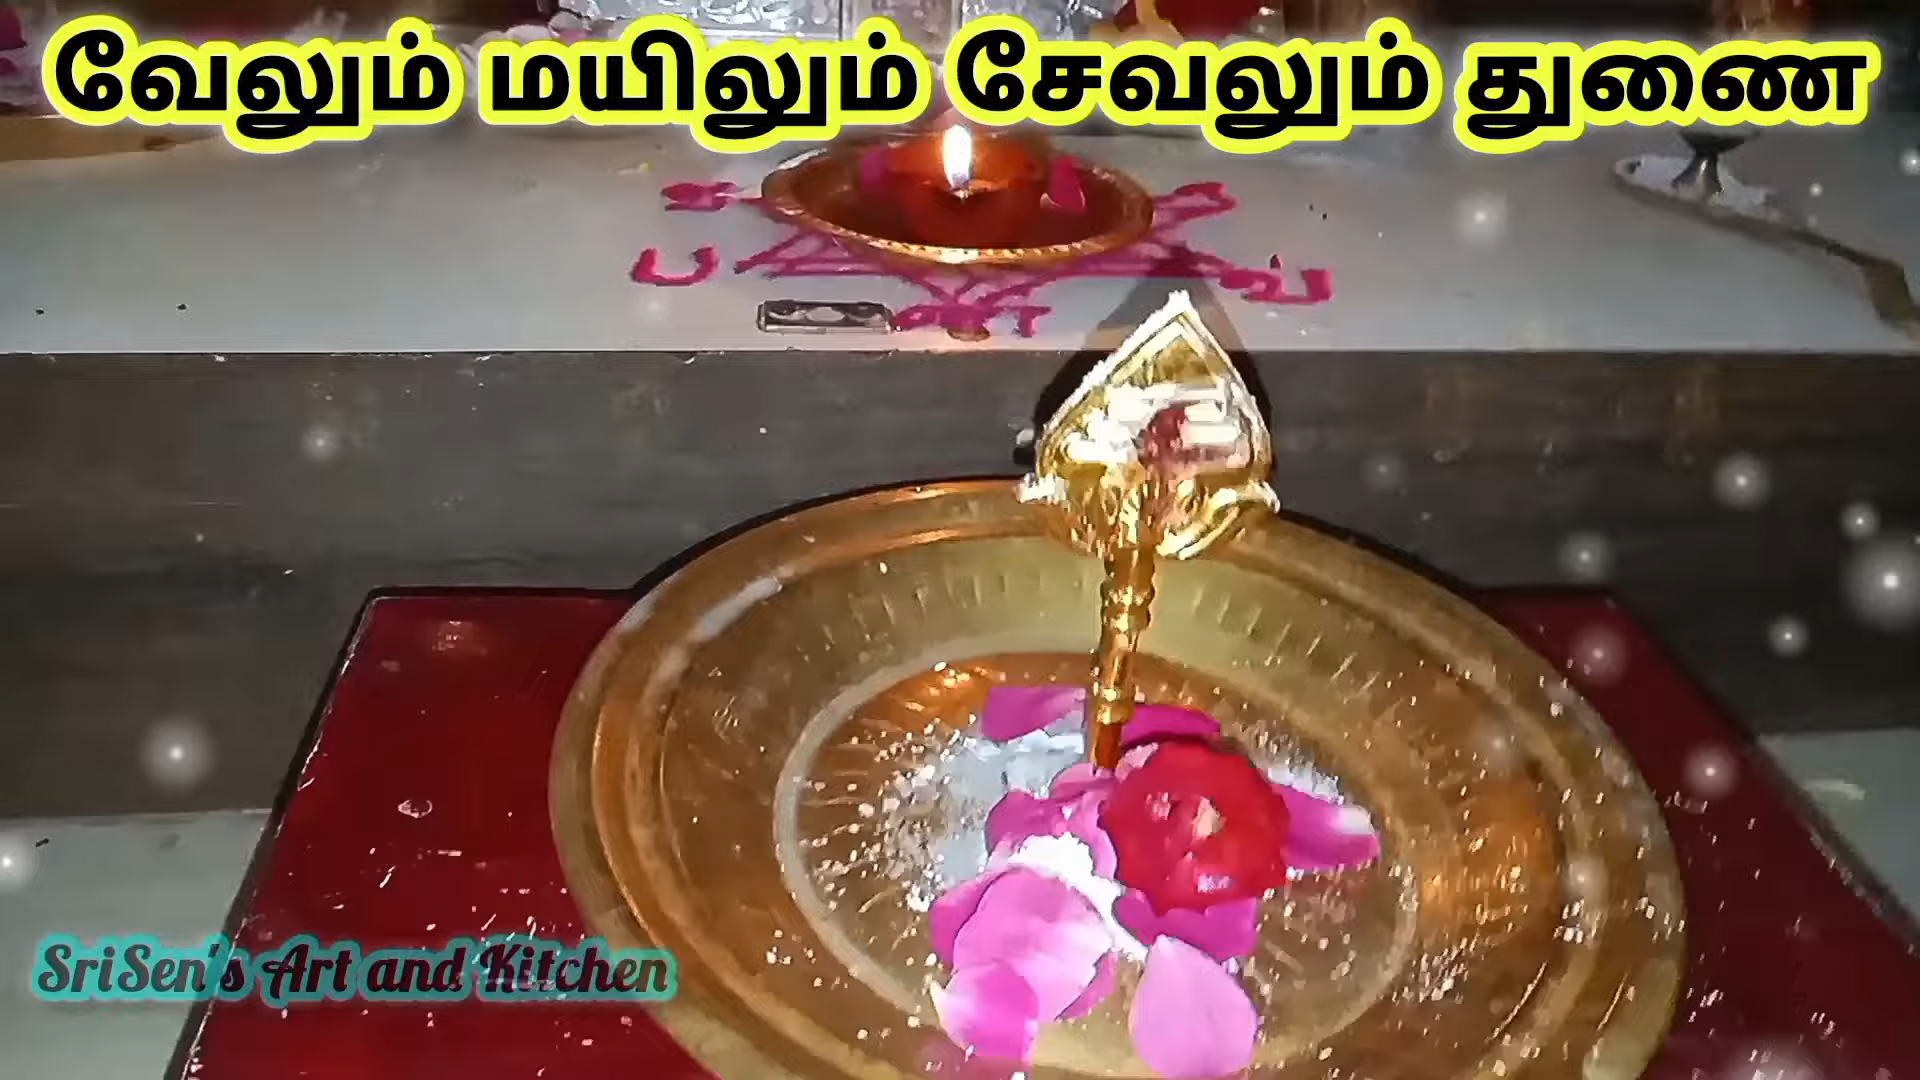 வேலும் மயிலும் சேவலும் துணை
ப
வ
ண
SriSen's Art and Kitchen